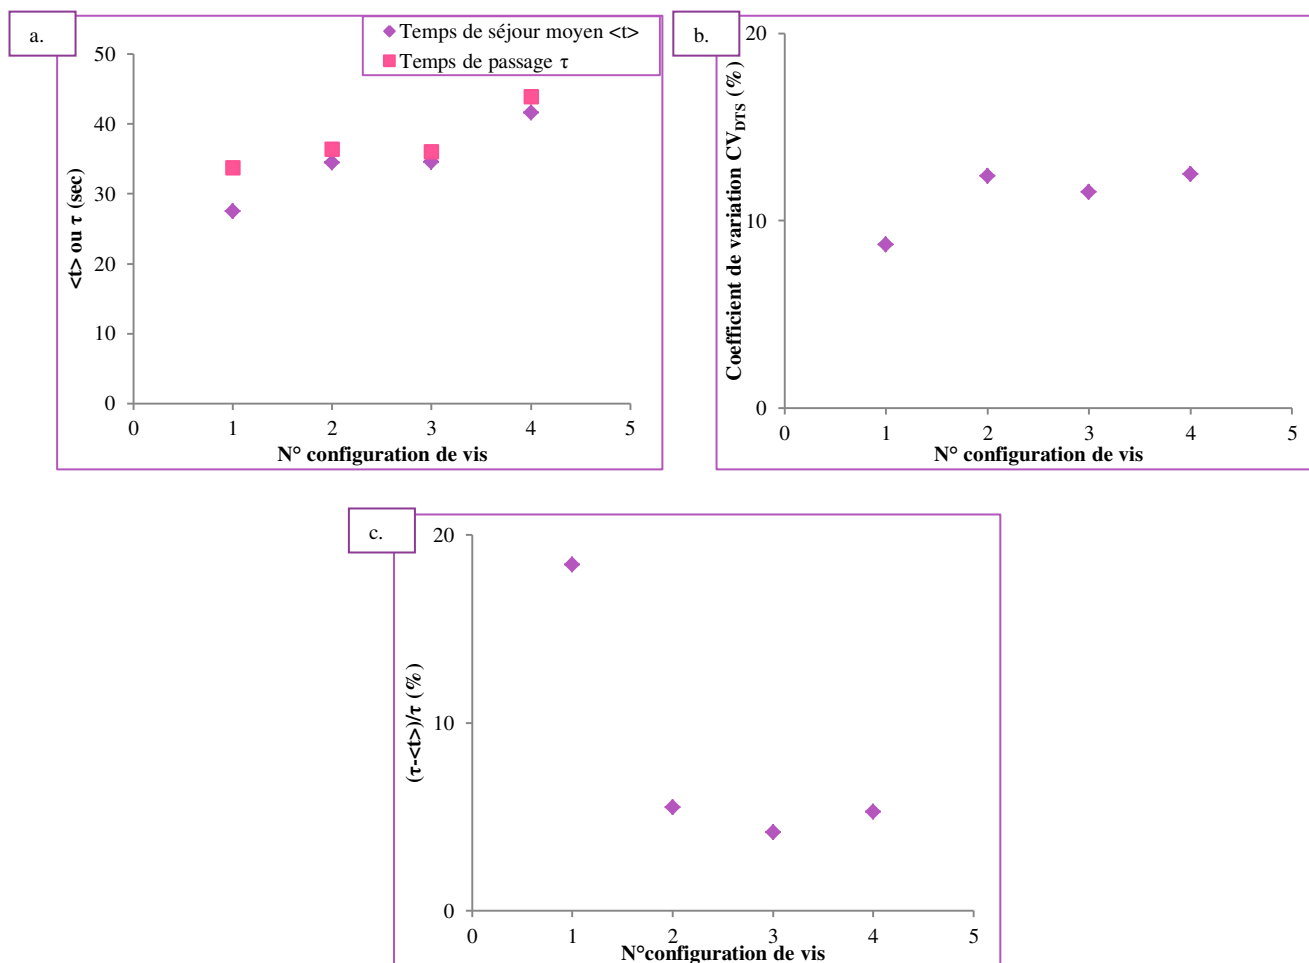 a.
Temps de séjour moyen <t>
Temps de passage τ
50
40
30
20
10
0
<t> ou τ (sec)
0 1 2 3 4 5
N° configuration de vis
b.
20
10
0
Coefficient de variation CV_DTS (%)
0 1 2 3 4 5
N° configuration de vis
c.
20
10
0
(τ-<t>)/τ (%)
0 1 2 3 4 5
N°configuration de vis